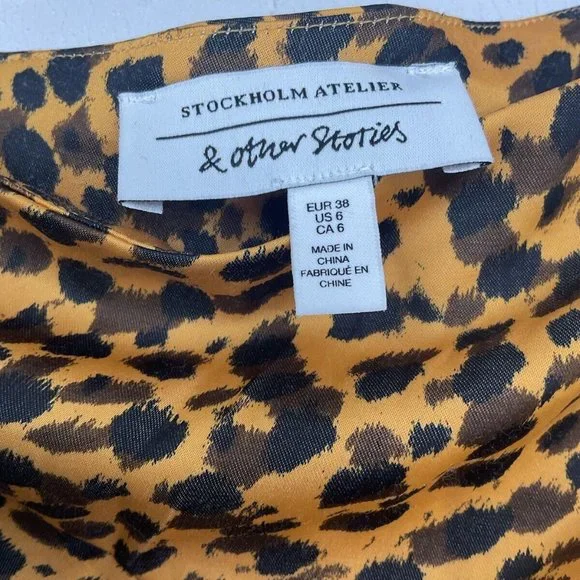 STOCKHOLM ATELIER
& other Stories
EUR 38
US 6
CA 6
MADE IN
CHINA
FABRIQUÉ EN
CHINE